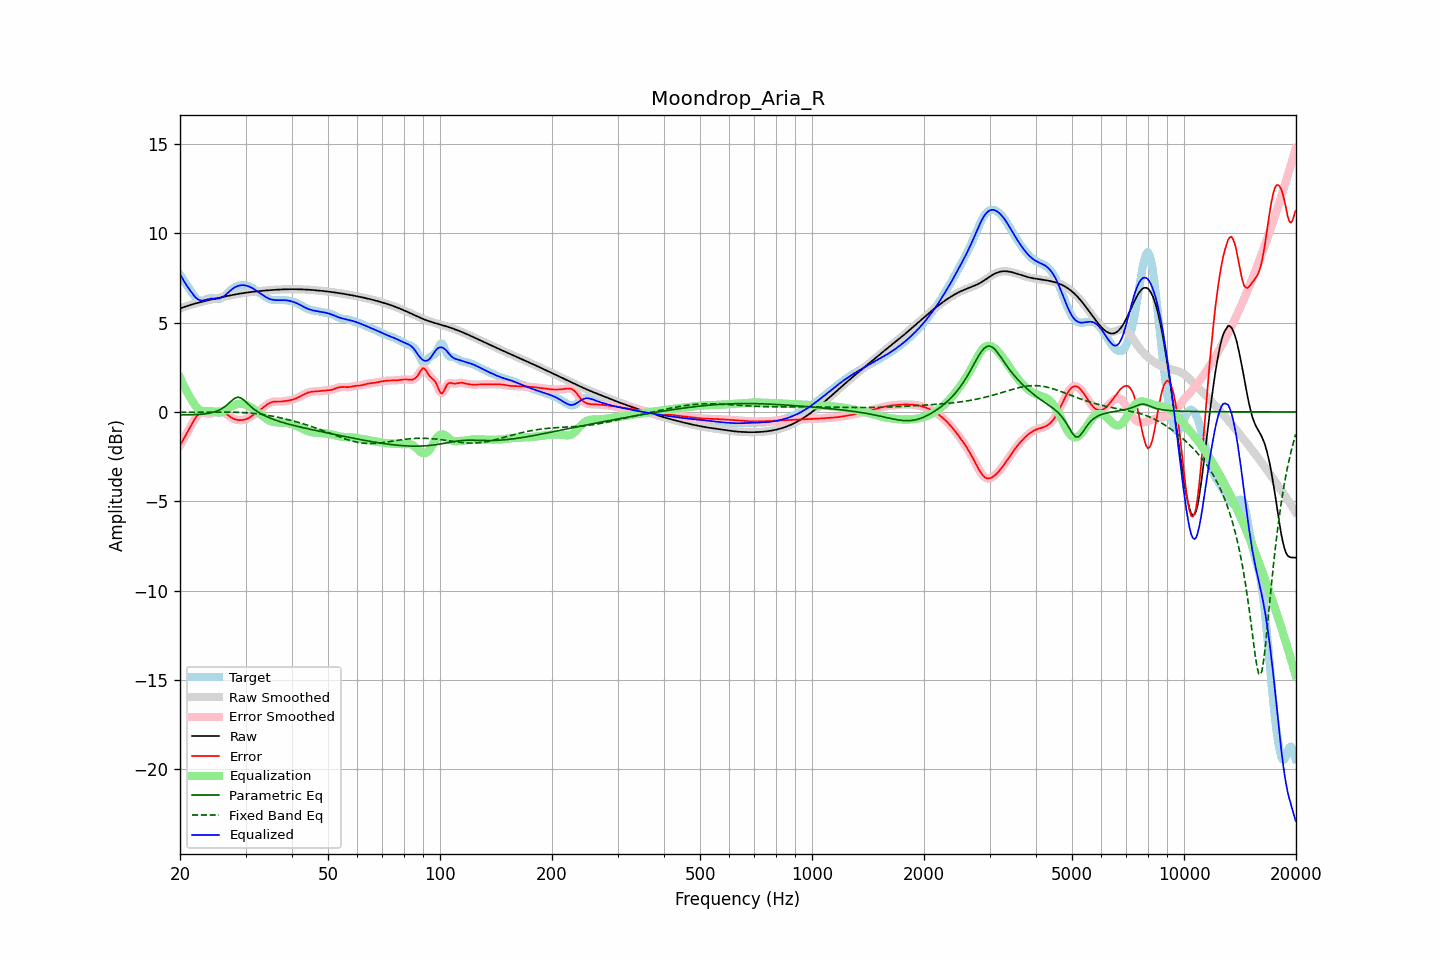 Moondrop_Aria_R
Amplitude (dBr)
15
10
5
0
−5
−10
−15
−20
Target
Raw Smoothed
Error Smoothed
Raw
Error
Equalization
Parametric Eq
Fixed Band Eq
Equalized
20
50
100
200
500
1000
2000
5000
10000
20000
Frequency (Hz)